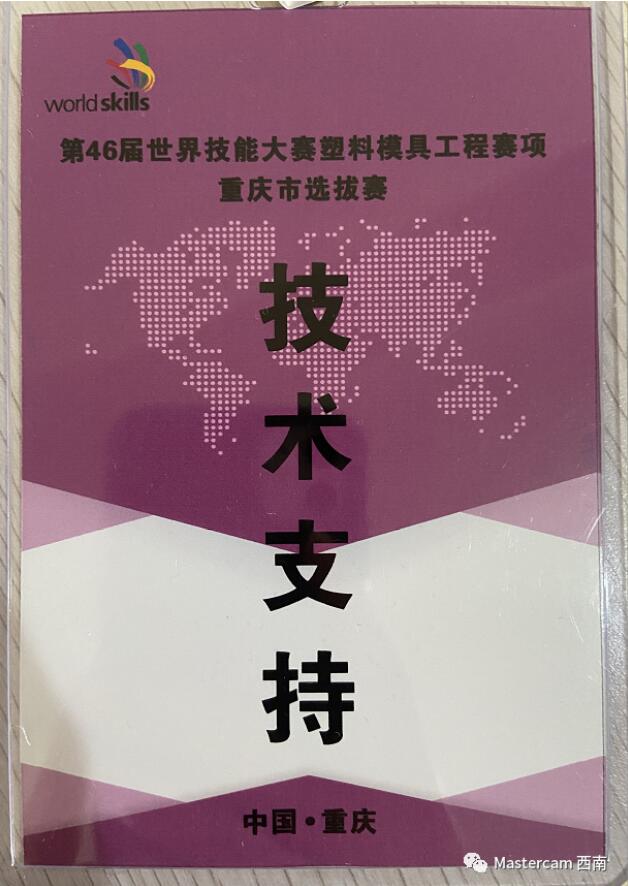 worldskills
第46届世界技能大赛塑料模具工程赛项
重庆市选拔赛
技
术
支
持
中国·重庆
Mastercam 西南